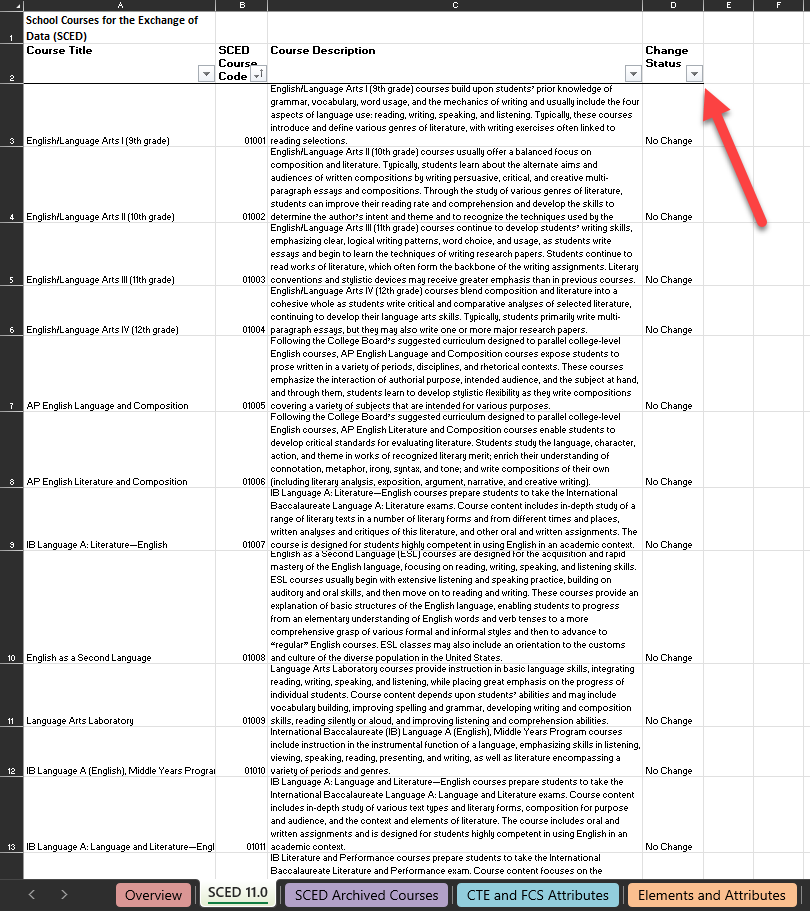 A B C D E F
1 School Courses for the Exchange of
Data (SCED)
Course Title SCED Course Description Change
Course Status
2 Code
English/Language Arts I (9th grade) courses build upon students’ prior knowledge of
grammar, vocabulary, word usage, and the mechanics of writing and usually include the four
aspects of language use: reading, writing, speaking, and listening. Typically, these courses
introduce and define various genres of literature, with writing exercises often linked to
3 English/Language Arts I (9th grade) 01001 reading selections. No Change
English/Language Arts II (10th grade) courses usually offer a balanced focus on
composition and literature. Typically, students learn about the alternate aims and
audiences of written compositions by writing persuasive, critical, and creative multi-
paragraph essays and compositions. Through the study of various genres of literature,
students can improve their reading rate and comprehension and develop the skills to
4 English/Language Arts II (10th grade) 01002 determine the author’s intent and theme and to recognize the techniques used by the No Change
English/Language Arts III (11th grade) courses continue to develop students’ writing skills,
emphasizing clear, logical writing patterns, word choice, and usage, as students write
essays and begin to learn the techniques of writing research papers. Students continue to
read works of literature, which often form the backbone of the writing assignments. Literary
5 English/Language Arts III (11th grade) 01003 conventions and stylistic devices may receive greater emphasis than in previous courses. No Change
English/Language Arts IV (12th grade) courses blend composition and literature into a
cohesive whole as students write critical and comparative analyses of selected literature,
continuing to develop their language arts skills. Typically, students primarily write multi-
6 English/Language Arts IV (12th grade) 01004 paragraph essays, but they may also write one or more major research papers. No Change
Following the College Board’s suggested curriculum designed to parallel college-level
English courses, AP English Language and Composition courses expose students to
prose written in a variety of periods, disciplines, and rhetorical contexts. These courses
emphasize the interaction of authorial purpose, intended audience, and the subject at hand,
and through them, students learn to develop stylistic flexibility as they write compositions
7 AP English Language and Composition 01005 covering a variety of subjects that are intended for various purposes. No Change
Following the College Board’s suggested curriculum designed to parallel college-level
English courses, AP English Literature and Composition courses enable students to
develop critical standards for evaluating literature. Students study the language, character,
action, and theme in works of recognized literary merit; enrich their understanding of
connotation, metaphor, irony, syntax, and tone; and write compositions of their own
8 AP English Literature and Composition 01006 (including literary analysis, exposition, argument, narrative, and creative writing). No Change
IB Language A: Literature—English courses prepare students to take the International
Baccalaureate Language A: Literature exams. Course content includes in-depth study of a
range of literary texts in a number of literary forms and from different times and places,
written analyses and critiques of this literature, and other oral and written assignments. The
9 IB Language A: Literature—English 01007 course is designed for students highly competent in using English in an academic context. No Change
English as a Second Language (ESL) courses are designed for the acquisition and rapid
mastery of the English language, focusing on reading, writing, speaking, and listening skills.
ESL courses usually begin with extensive listening and speaking practice, building on
auditory and oral skills, and then move on to reading and writing. These courses provide an
explanation of basic structures of the English language, enabling students to progress
from an elementary understanding of English words and verb tenses to a more
comprehensive grasp of various formal and informal styles and then to advance to
“regular” English courses. ESL classes may also include an orientation to the customs
10 English as a Second Language 01008 and culture of the diverse population in the United States. No Change
Language Arts Laboratory courses provide instruction in basic language skills, integrating
reading, writing, speaking, and listening, while placing great emphasis on the progress of
individual students. Course content depends upon students’ abilities and may include
vocabulary building, improving spelling and grammar, developing writing and composition
11 Language Arts Laboratory 01009 skills, reading silently or aloud, and improving listening and comprehension abilities. No Change
International Baccalaureate (IB) Language A (English), Middle Years Program courses
include instruction in the instrumental function of a language, emphasizing skills in listening,
viewing, speaking, reading, presenting, and writing, as well as literature encompassing a
12 IB Language A (English), Middle Years Progra 01010 variety of periods and genres. No Change
IB Language A: Language and Literature—English courses prepare students to take the
International Baccalaureate Language A: Language and Literature exams. Course content
includes in-depth study of various text types and literary forms, composition for purpose
and audience, and the context and elements of literature. The course includes oral and
written assignments and is designed for students highly competent in using English in an
13 IB Language A: Language and Literature—Engl 01011 academic context. No Change
IB Literature and Performance courses prepare students to take the International
Baccalaureate Literature and Performance exam. Course content focuses on the
Overview SCED 11.0 SCED Archived Courses CTE and FCS Attributes Elements and Attributes